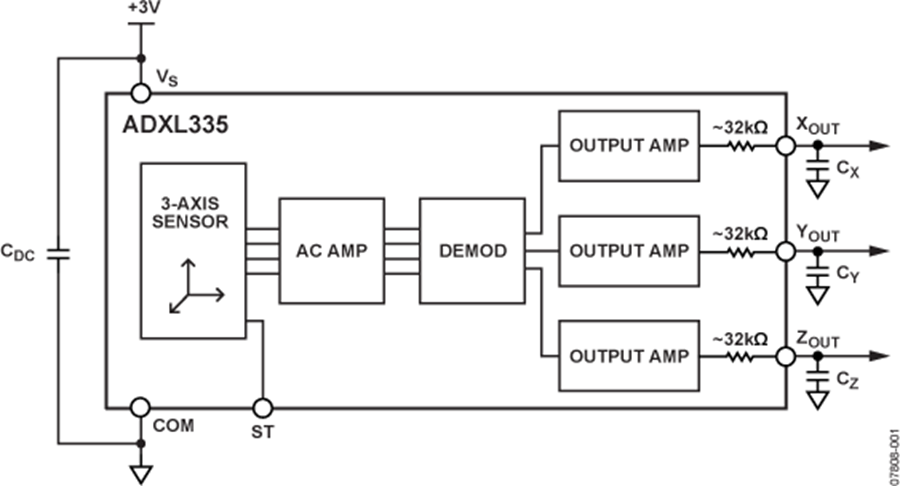 +3V
VS
ADXL335
3-AXIS
SENSOR
AC AMP
DEMOD
OUTPUT AMP
~32kΩ
XOUT
CX
OUTPUT AMP
~32kΩ
YOUT
CY
OUTPUT AMP
~32kΩ
ZOUT
CZ
CDC
COM
ST
07808-001